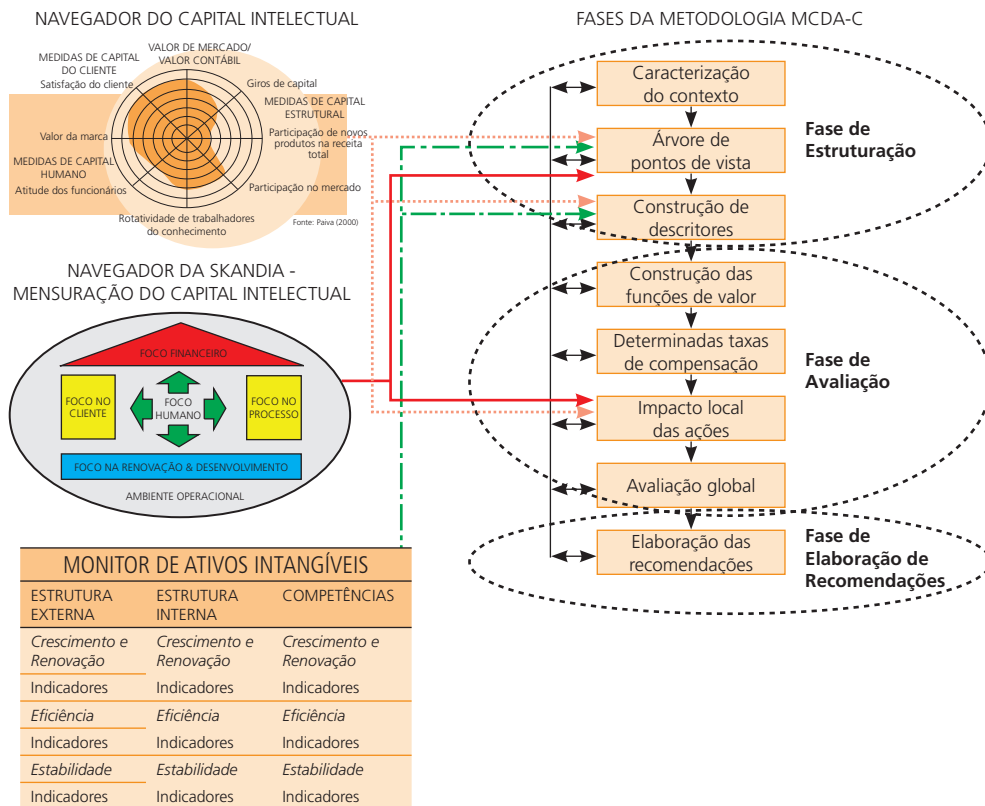 NAVEGADOR DO CAPITAL INTELECTUAL
MEDIDAS DE CAPITAL
DO CLIENTE
Satisfação do cliente
VALOR DE MERCADO/
VALOR CONTÁBIL
Giros de capital
MEDIDAS DE CAPITAL
ESTRUTURAL
Valor da marca
Participação de novos
produtos na receita
total
MEDIDAS DE CAPITAL
HUMANO
Atitude dos funcionários
Participação no mercado
Rotatividade de trabalhadores
do conhecimento
Fonte: Paiva (2000)
NAVEGADOR DA SKANDIA -
MENSURAÇÃO DO CAPITAL INTELECTUAL
FOCO FINANCEIRO
FOCO NO
CLIENTE
FOCO
HUMANO
FOCO NO
PROCESSO
FOCO NA RENOVAÇÃO & DESENVOLVIMENTO
AMBIENTE OPERACIONAL
MONITOR DE ATIVOS INTANGÍVEIS
ESTRUTURA
EXTERNA
ESTRUTURA
INTERNA
COMPETÊNCIAS
Crescimento e
Renovação
Crescimento e
Renovação
Crescimento e
Renovação
Indicadores
Indicadores
Indicadores
Eficiência
Eficiência
Eficiência
Indicadores
Indicadores
Indicadores
Estabilidade
Estabilidade
Estabilidade
Indicadores
Indicadores
Indicadores
FASES DA METODOLOGIA MCDA-C
Caracterização
do contexto
Árvore de
pontos de vista
Construção de
descritores
Fase de
Estruturação
Construção das
funções de valor
Determinadas taxas
de compensação
Impacto local
das ações
Avaliação global
Fase de
Avaliação
Elaboração das
recomendações
Fase de
Elaboração de
Recomendações